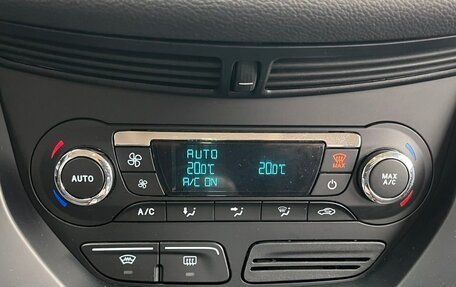 AUTO
20.0°C 20.0°C
A/C ON
MAX
AUTO
MAX
A/C
A/C